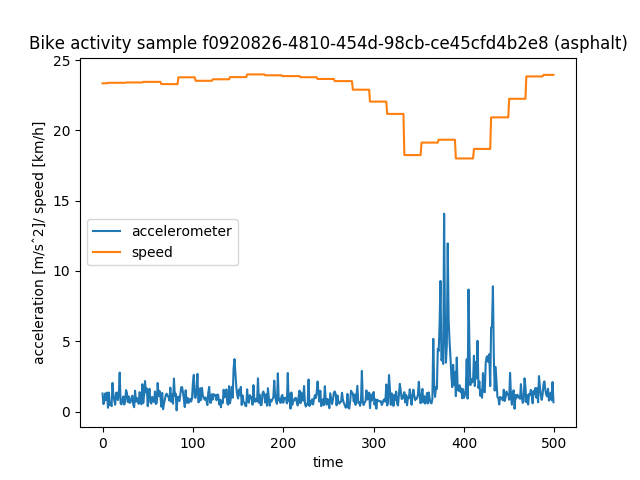 Bike activity sample f0920826-4810-454d-98cb-ce45cfd4b2e8 (asphalt)
acceleration [m/sˆ2]/ speed [km/h]
25
20
15
10
5
0
accelerometer
speed
0 100 200 300 400 500
time